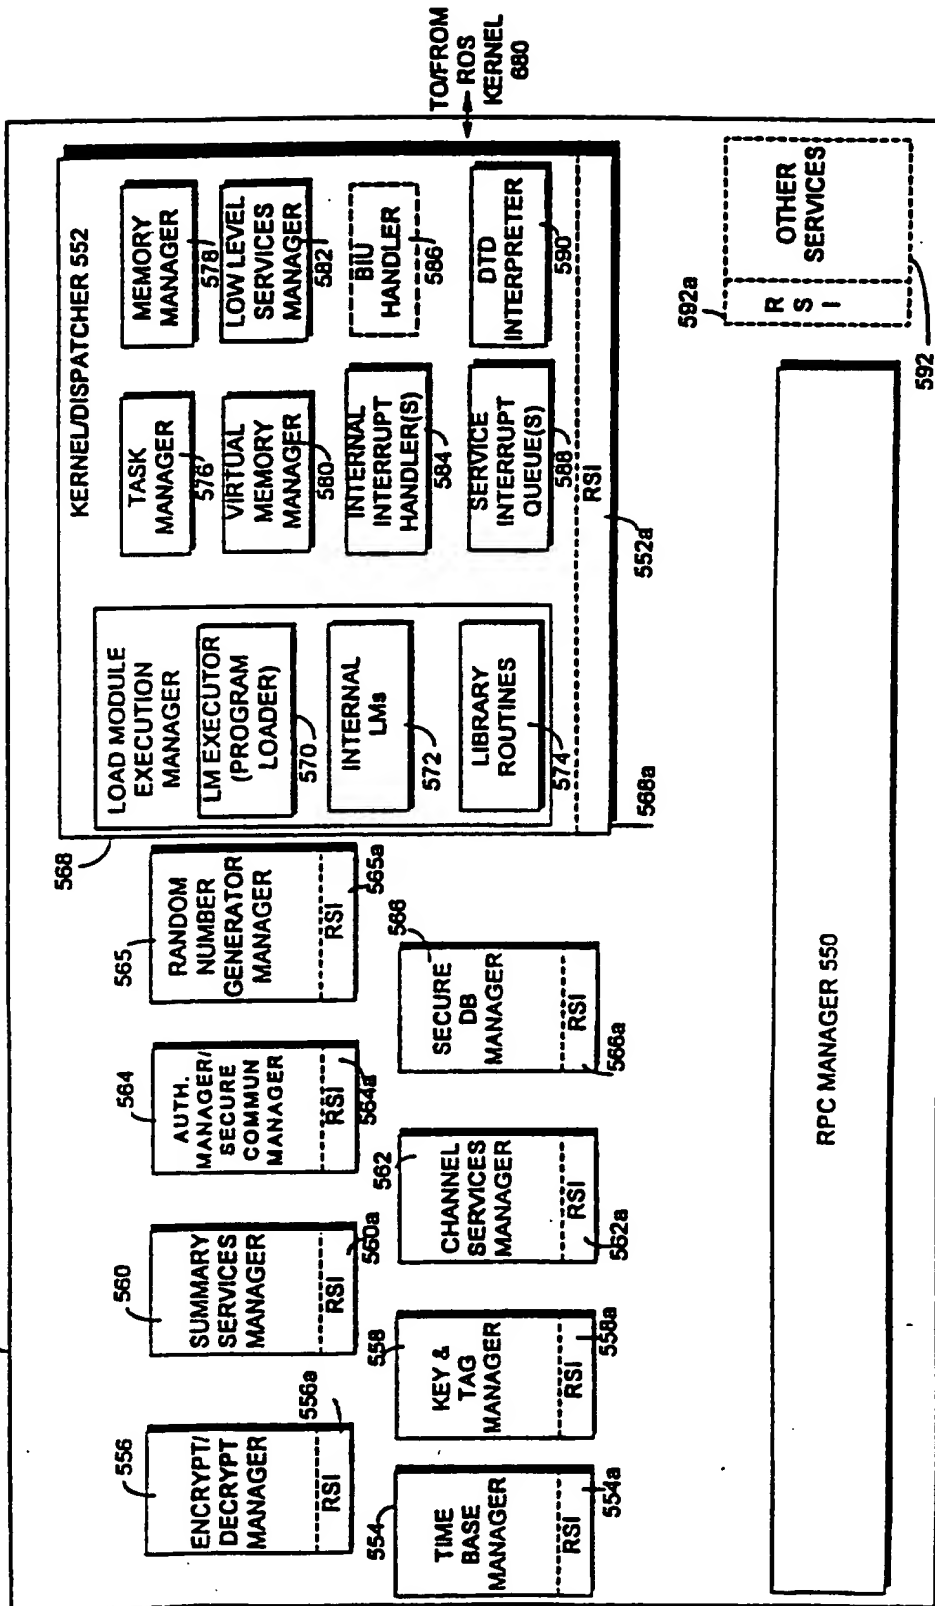 KERNEL/DISPATCHER 552
568
LOAD MODULE
EXECUTION
MANAGER
LM EXECUTOR
(PROGRAM
LOADER)
570
INTERNAL
LMs
572
LIBRARY
ROUTINES
574
568a
TASK
MANAGER
576
VIRTUAL
MEMORY
MANAGER
580
INTERNAL
INTERRUPT
HANDLER(S)
584
SERVICE
INTERRUPT
QUEUE(S)
588
MEMORY
MANAGER
578
LOW LEVEL
SERVICES
MANAGER
582
BIU
HANDLER
586
DTD
INTERPRETER
590
RSI
552a
TO/FROM
ROS
KERNEL
680
556
ENCRYPT/
DECRYPT
MANAGER
RSI
556a
560
SUMMARY
SERVICES
MANAGER
RSI
560a
564
AUTH.
MANAGER/
SECURE
COMMUN
MANAGER
RSI
564a
565
RANDOM
NUMBER
GENERATOR
MANAGER
RSI
565a
554
TIME
BASE
MANAGER
RSI
554a
558
KEY &
TAG
MANAGER
RSI
558a
562
CHANNEL
SERVICES
MANAGER
RSI
562a
566
SECURE
DB
MANAGER
RSI
566a
592a
R
S
I
OTHER
SERVICES
592
RPC MANAGER 550